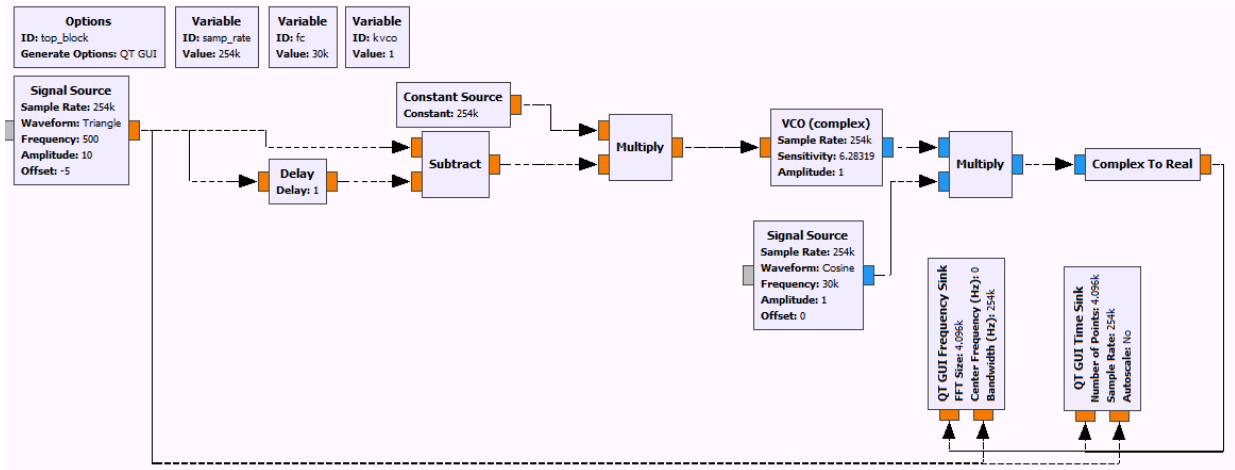 Options
ID: top_block
Generate Options: QT GUI
Variable
ID: samp_rate
Value: 254k
Variable
ID: fc
Value: 30k
Variable
ID: kvco
Value: 1
Signal Source
Sample Rate: 254k
Waveform: Triangle
Frequency: 500
Amplitude: 10
Offset: -5
Delay
Delay: 1
Constant Source
Constant: 254k
Subtract
Multiply
VCO (complex)
Sample Rate: 254k
Sensitivity: 6.28319
Amplitude: 1
Signal Source
Sample Rate: 254k
Waveform: Cosine
Frequency: 30k
Amplitude: 1
Offset: 0
Multiply
Complex To Real
QT GUI Frequency Sink
FFT Size: 4.096k
Center Frequency (Hz): 0
Bandwidth (Hz): 254k
QT GUI Time Sink
Number of Points: 4.096k
Sample Rate: 254k
Autoscale: No